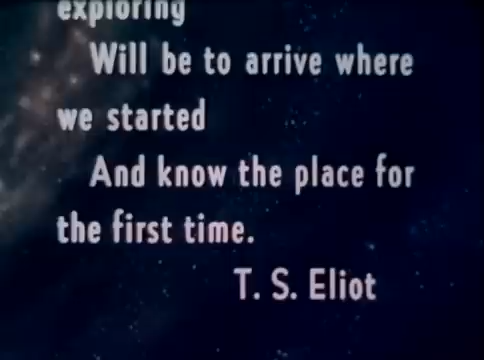 exploring
Will be to arrive where
we started
And know the place for
the first time.
T. S. Eliot